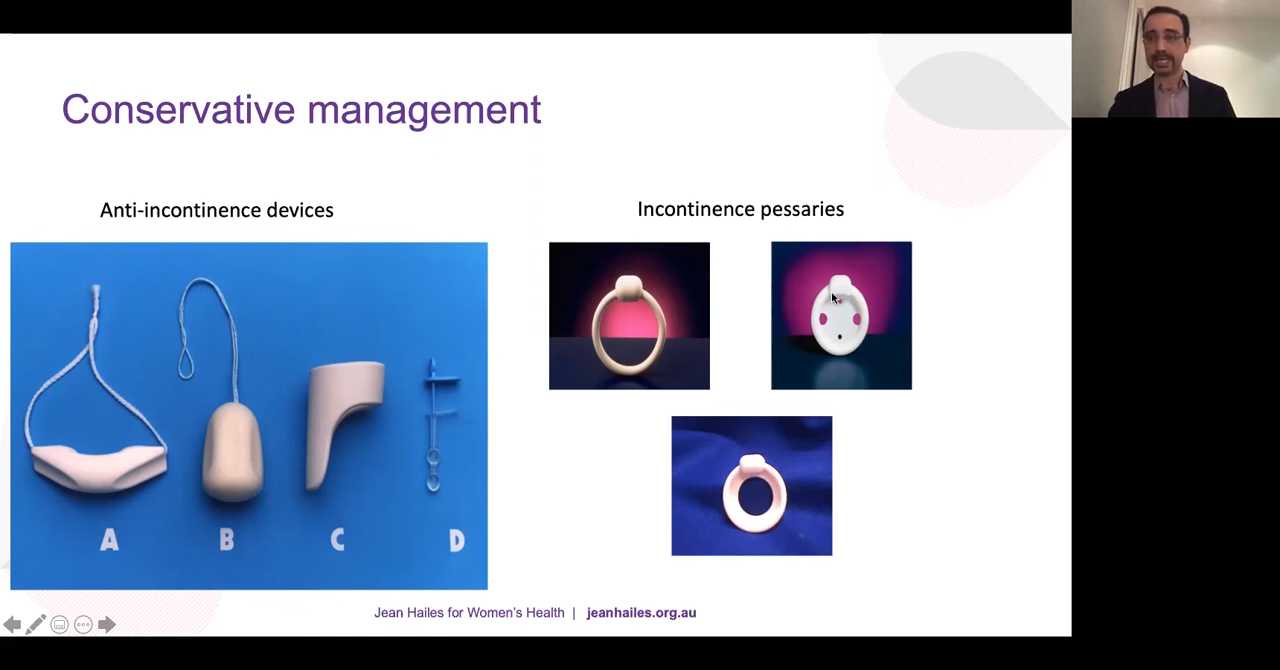 Conservative management
Anti-incontinence devices
Incontinence pessaries
A B C D
Jean Hailes for Women's Health | jeanhailes.org.au